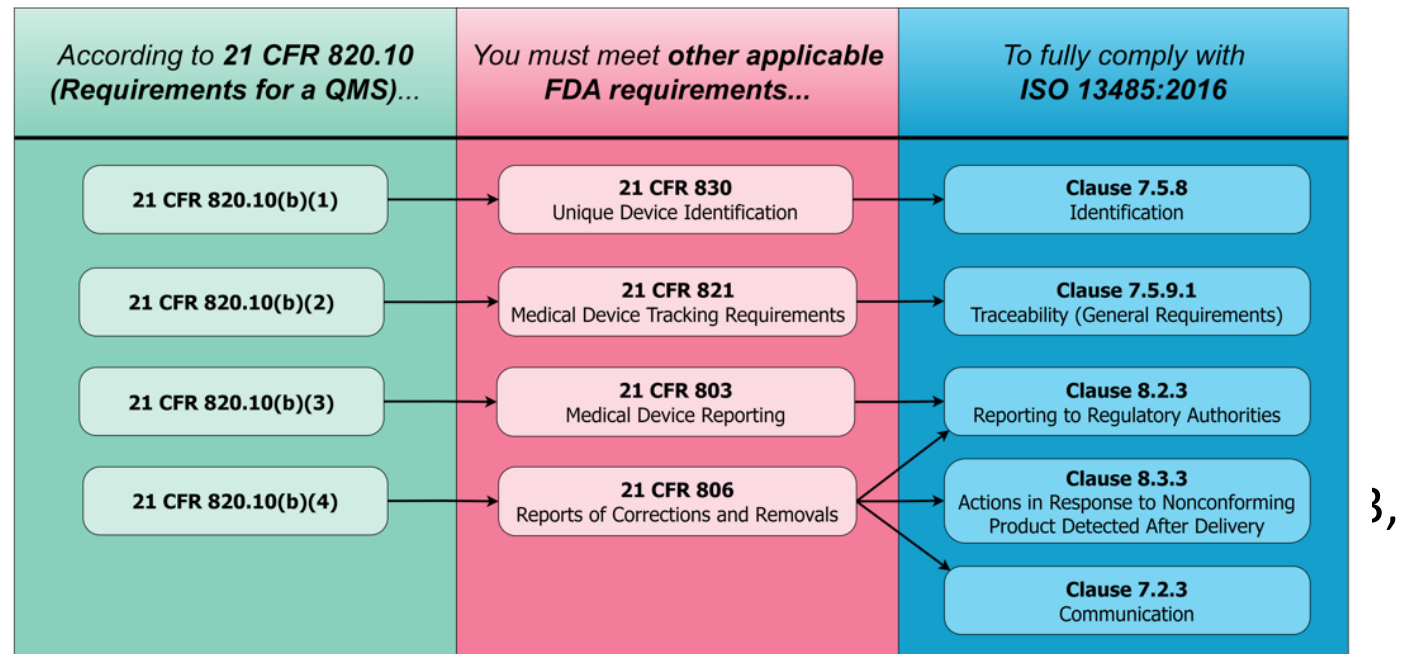 According to 21 CFR 820.10
(Requirements for a QMS)...
You must meet other applicable
FDA requirements...
To fully comply with
ISO 13485:2016
21 CFR 820.10(b)(1)
21 CFR 830
Unique Device Identification
Clause 7.5.8
Identification
21 CFR 820.10(b)(2)
21 CFR 821
Medical Device Tracking Requirements
Clause 7.5.9.1
Traceability (General Requirements)
21 CFR 820.10(b)(3)
21 CFR 803
Medical Device Reporting
Clause 8.2.3
Reporting to Regulatory Authorities
21 CFR 820.10(b)(4)
21 CFR 806
Reports of Corrections and Removals
Clause 8.3.3
Actions in Response to Nonconforming
Product Detected After Delivery
Clause 7.2.3
Communication